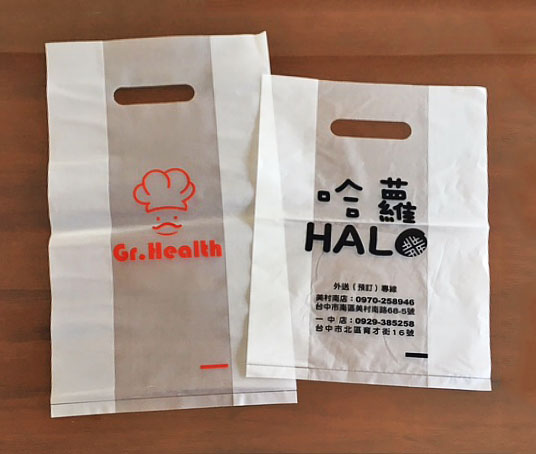 Gr.Health
哈蘿
HALO
外送（預訂）專線
美村南店：0970-258946
台中市南區美村南路68-5號
一中店：0929-385258
台中市北區育才街16號